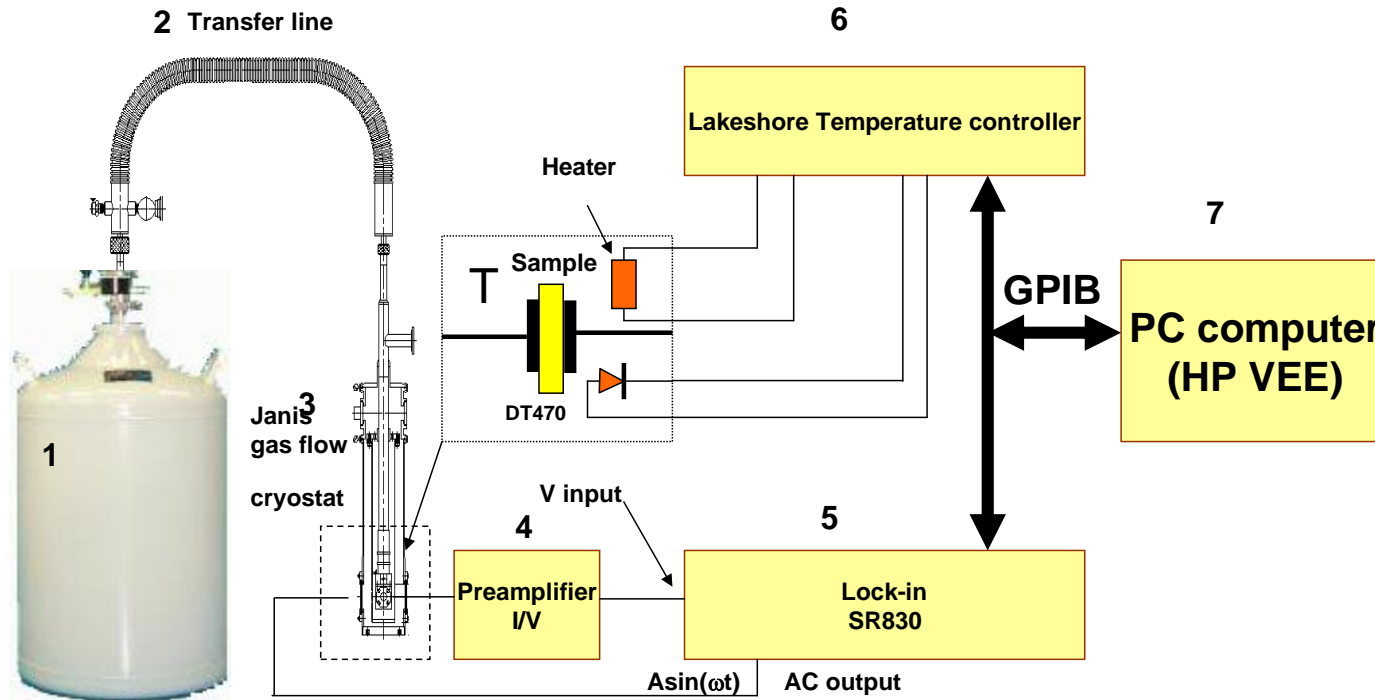 2 Transfer line
6
Lakeshore Temperature controller
Heater
7
T
Sample
GPIB
PC computer
(HP VEE)
DT470
3
Janis
gas flow
cryostat
1
V input
4
5
Preamplifier
I/V
Lock-in
SR830
Asin(ωt)
AC output